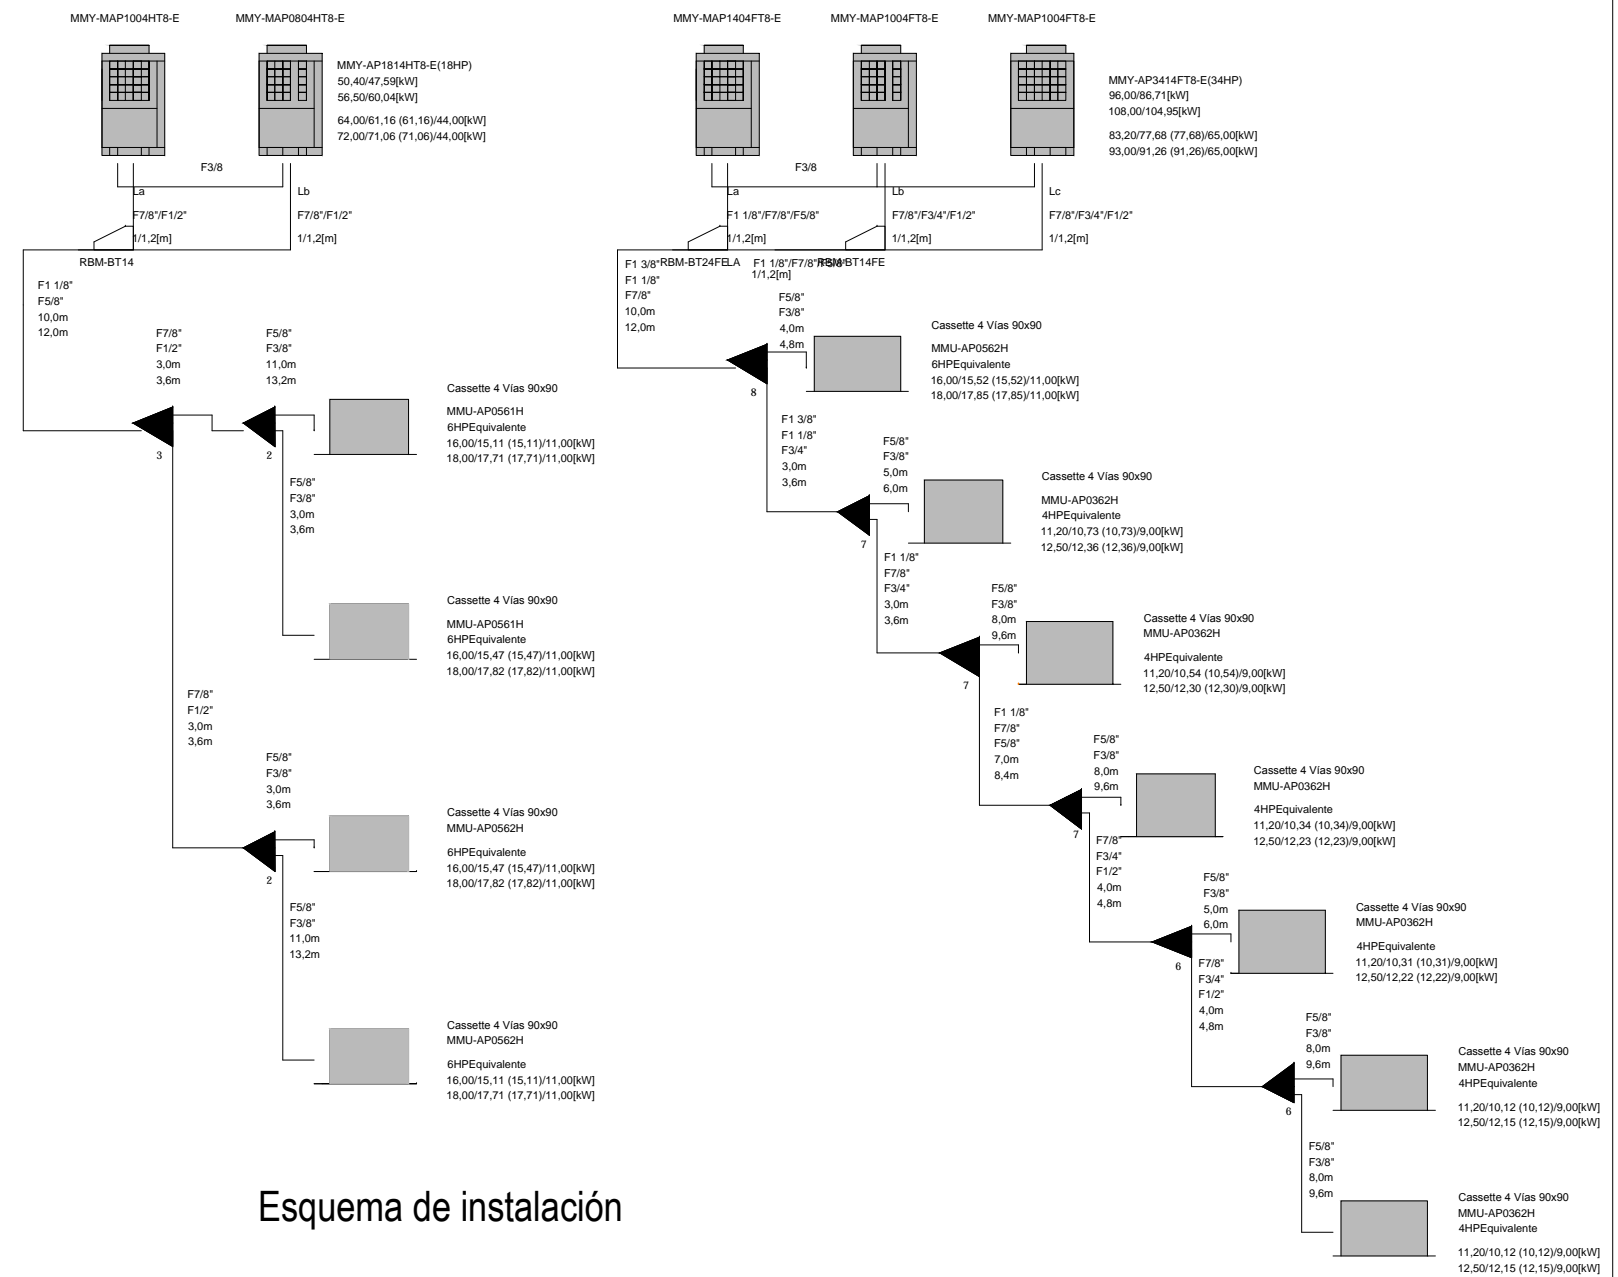 MMY-MAP1004HT8-E
MMY-MAP0804HT8-E
MMY-AP1814HT8-E(18HP)
50,40/47,59[kW]
56,50/60,04[kW]
64,00/61,16 (61,16)/44,00[kW]
72,00/71,06 (71,06)/44,00[kW]
F3/8
La
Lb
F7/8"/F1/2"
F7/8"/F1/2"
1/1,2[m]
1/1,2[m]
RBM-BT14
F1 1/8"
F5/8"
10,0m
12,0m
F7/8"
F1/2"
3,0m
3,6m
F5/8"
F3/8"
11,0m
13,2m
3
2
Cassette 4 Vías 90x90
MMU-AP0561H
6HPEquivalente
16,00/15,11 (15,11)/11,00[kW]
18,00/17,71 (17,71)/11,00[kW]
F5/8"
F3/8"
3,0m
3,6m
Cassette 4 Vías 90x90
MMU-AP0561H
6HPEquivalente
16,00/15,47 (15,47)/11,00[kW]
18,00/17,82 (17,82)/11,00[kW]
F7/8"
F1/2"
3,0m
3,6m
F5/8"
F3/8"
3,0m
3,6m
2
Cassette 4 Vías 90x90
MMU-AP0562H
6HPEquivalente
16,00/15,47 (15,47)/11,00[kW]
18,00/17,82 (17,82)/11,00[kW]
F5/8"
F3/8"
11,0m
13,2m
Cassette 4 Vías 90x90
MMU-AP0562H
6HPEquivalente
16,00/15,11 (15,11)/11,00[kW]
18,00/17,71 (17,71)/11,00[kW]
Esquema de instalación
MMY-MAP1404FT8-E
MMY-MAP1004FT8-E
MMY-MAP1004FT8-E
MMY-AP3414FT8-E(34HP)
96,00/86,71[kW]
108,00/104,95[kW]
83,20/77,68 (77,68)/65,00[kW]
93,00/91,26 (91,26)/65,00[kW]
F3/8
La
Lb
Lc
F1 1/8"/F7/8"/F5/8"
F7/8"/F3/4"/F1/2"
F7/8"/F3/4"/F1/2"
1/1,2[m]
1/1,2[m]
1/1,2[m]
RBM-BT24FE
LA
F1 1/8"/F7/8"/F5/8"
RBM-BT14FE
1/1,2[m]
F1 3/8"
F1 1/8"
F7/8"
10,0m
12,0m
F5/8"
F3/8"
4,0m
4,8m
8
Cassette 4 Vías 90x90
MMU-AP0562H
6HPEquivalente
16,00/15,52 (15,52)/11,00[kW]
18,00/17,85 (17,85)/11,00[kW]
F1 3/8"
F1 1/8"
F3/4"
3,0m
3,6m
F5/8"
F3/8"
5,0m
6,0m
7
Cassette 4 Vías 90x90
MMU-AP0362H
4HPEquivalente
11,20/10,73 (10,73)/9,00[kW]
12,50/12,36 (12,36)/9,00[kW]
F1 1/8"
F7/8"
F3/4"
3,0m
3,6m
F5/8"
F3/8"
8,0m
9,6m
7
Cassette 4 Vías 90x90
MMU-AP0362H
4HPEquivalente
11,20/10,54 (10,54)/9,00[kW]
12,50/12,30 (12,30)/9,00[kW]
F1 1/8"
F7/8"
F5/8"
7,0m
8,4m
F5/8"
F3/8"
8,0m
9,6m
7
Cassette 4 Vías 90x90
MMU-AP0362H
4HPEquivalente
11,20/10,34 (10,34)/9,00[kW]
12,50/12,23 (12,23)/9,00[kW]
F7/8"
F3/4"
F1/2"
4,0m
4,8m
F5/8"
F3/8"
5,0m
6,0m
6
Cassette 4 Vías 90x90
MMU-AP0362H
4HPEquivalente
11,20/10,31 (10,31)/9,00[kW]
12,50/12,22 (12,22)/9,00[kW]
F7/8"
F3/4"
F1/2"
4,0m
4,8m
F5/8"
F3/8"
8,0m
9,6m
6
Cassette 4 Vías 90x90
MMU-AP0362H
4HPEquivalente
11,20/10,12 (10,12)/9,00[kW]
12,50/12,15 (12,15)/9,00[kW]
F5/8"
F3/8"
8,0m
9,6m
Cassette 4 Vías 90x90
MMU-AP0362H
4HPEquivalente
11,20/10,12 (10,12)/9,00[kW]
12,50/12,15 (12,15)/9,00[kW]